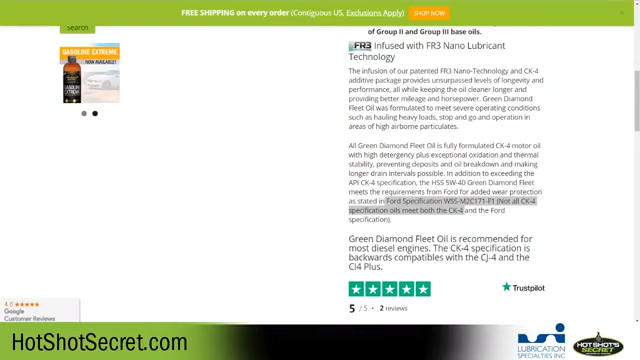 FREE SHIPPING on every order (Contiguous US, Exclusions Apply) SHOP NOW
Search
GASOLINE EXTREME
NOW AVAILABLE
of Group II and Group III base oils.
FR3 Infused with FR3 Nano Lubricant
Technology
The infusion of our patented FR3 Nano-Technology and CK-4
additive package provides unsurpassed levels of longevity and
performance, all while keeping the oil cleaner longer and
providing better mileage and horsepower. Green Diamond
Fleet Oil was formulated to meet severe operating conditions
such as hauling heavy loads, stop and go and operation in
areas of high airborne particulates.
All Green Diamond Fleet Oil is fully formulated CK-4 motor oil
with high detergency plus exceptional oxidation and thermal
stability, preventing deposits and oil breakdown and making
longer drain intervals possible. In addition to exceeding the
API CK-4 specification, the HSS 5W-40 Green Diamond Fleet
meets the requirements from Ford for added wear protection
as stated in Ford Specification WSS-M2C171-F1 (Not all CK-4
specification oils meet both the CK-4 and the Ford
specification).
Green Diamond Fleet Oil is recommended for
most diesel engines. The CK-4 specification is
backwards compatibles with the CJ-4 and the
CI4 Plus.
Trustpilot
5 / 5 • 2 reviews
4.6
Google
Customer Reviews
HotShotSecret.com
LUBRICATION
SPECIALTIES INC
HOT SHOT'S
SECRET